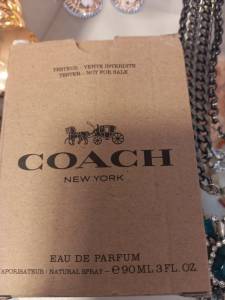 TESTEUR - VENTE INTERDITE
TESTER - NOT FOR SALE
COACH
NEW YORK
EAU DE PARFUM
VAPORISATEUR / NATURAL SPRAY - e 90 ML 3 FL. OZ